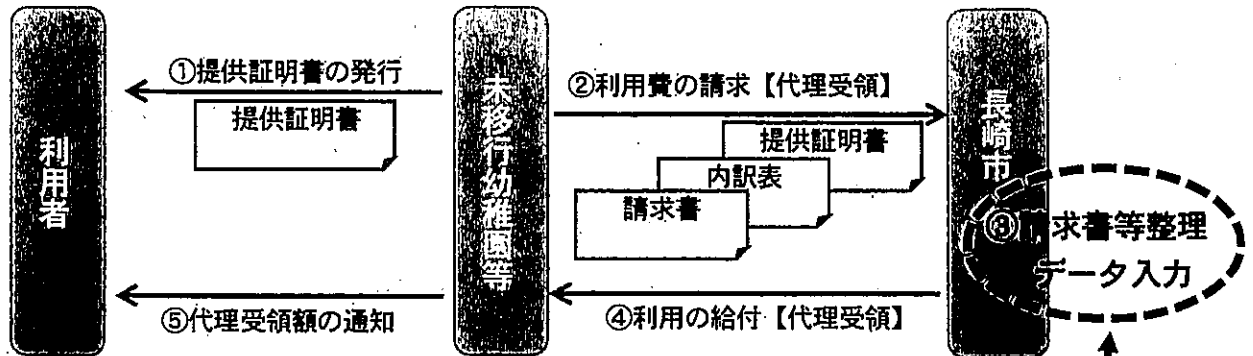 利用者
①提供証明書の発行
提供証明書
未移行幼稚園等
②利用費の請求【代理受領】
提供証明書
内訳表
請求書
長崎市
③請求書等整理
データ入力
⑤代理受領額の通知
④利用の給付【代理受領】